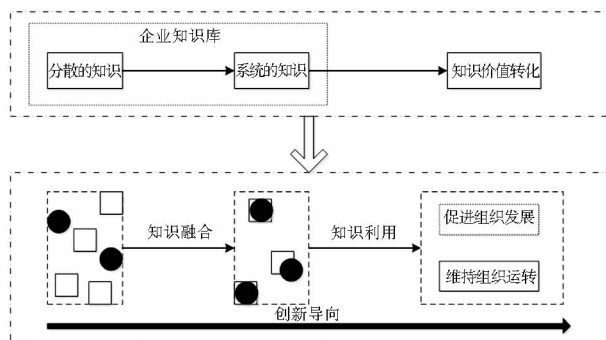 企业知识库
分散的知识
系统的知识
知识价值转化
知识融合
知识利用
促进组织发展
维持组织运转
创新导向